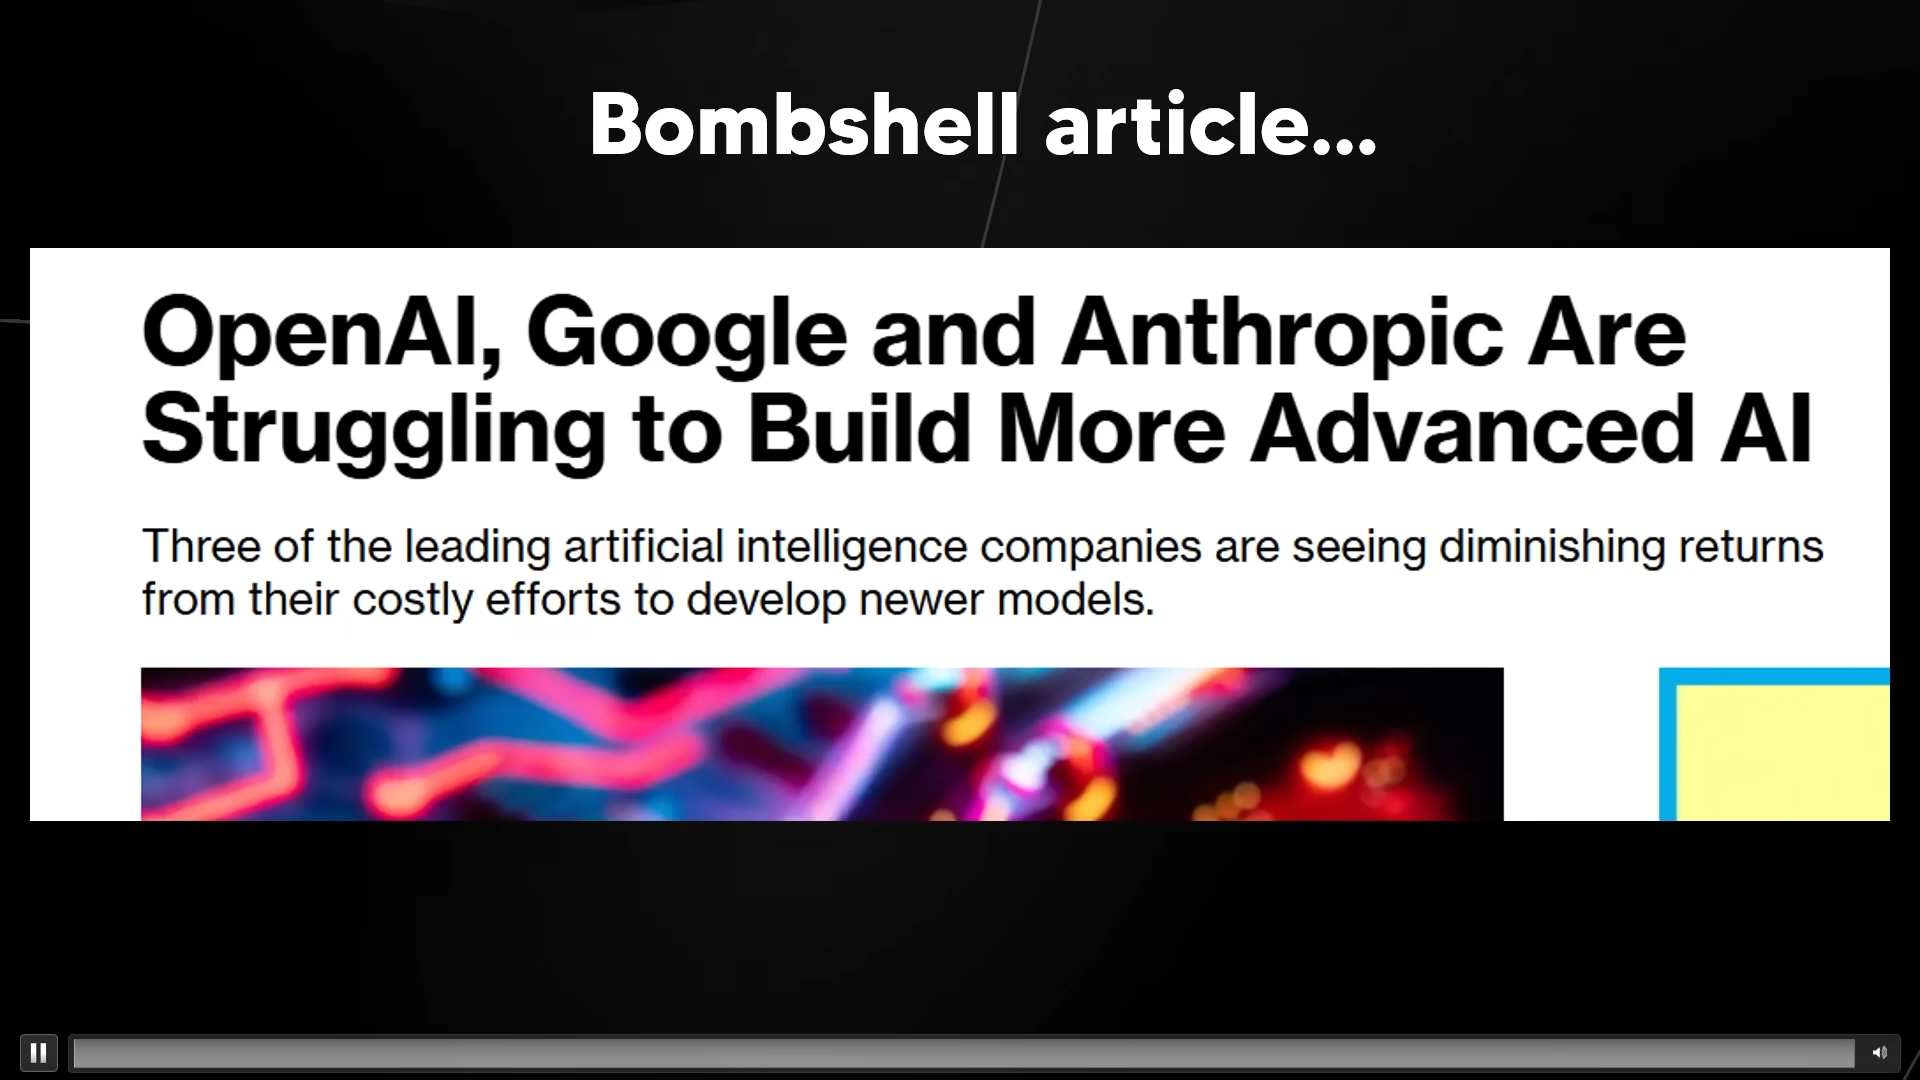 Bombshell article...
OpenAI, Google and Anthropic Are
Struggling to Build More Advanced AI
Three of the leading artificial intelligence companies are seeing diminishing returns
from their costly efforts to develop newer models.